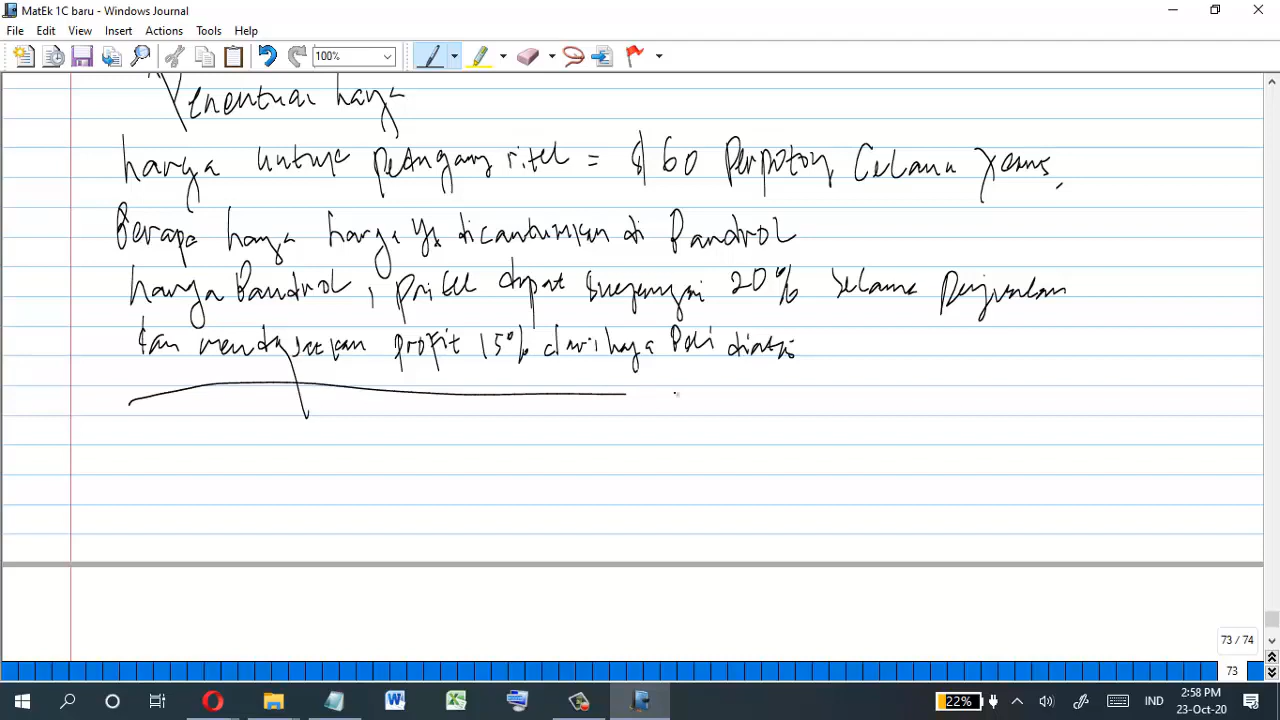 MatEk 1C baru - Windows Journal
File Edit View Insert Actions Tools Help
100%
Penentuan harga
harga untuk pedagang ritel = $ 60 Perpotong Celana Jeans,
Berapa harga harga yg dicantumkan di Bandrol
harga Bandrol, dapat 20% Selama Penjualan
dan mendapatkan profit 15% dari harga Beli diatas
73 / 74
73
22%
IND
2:58 PM
23-Oct-20